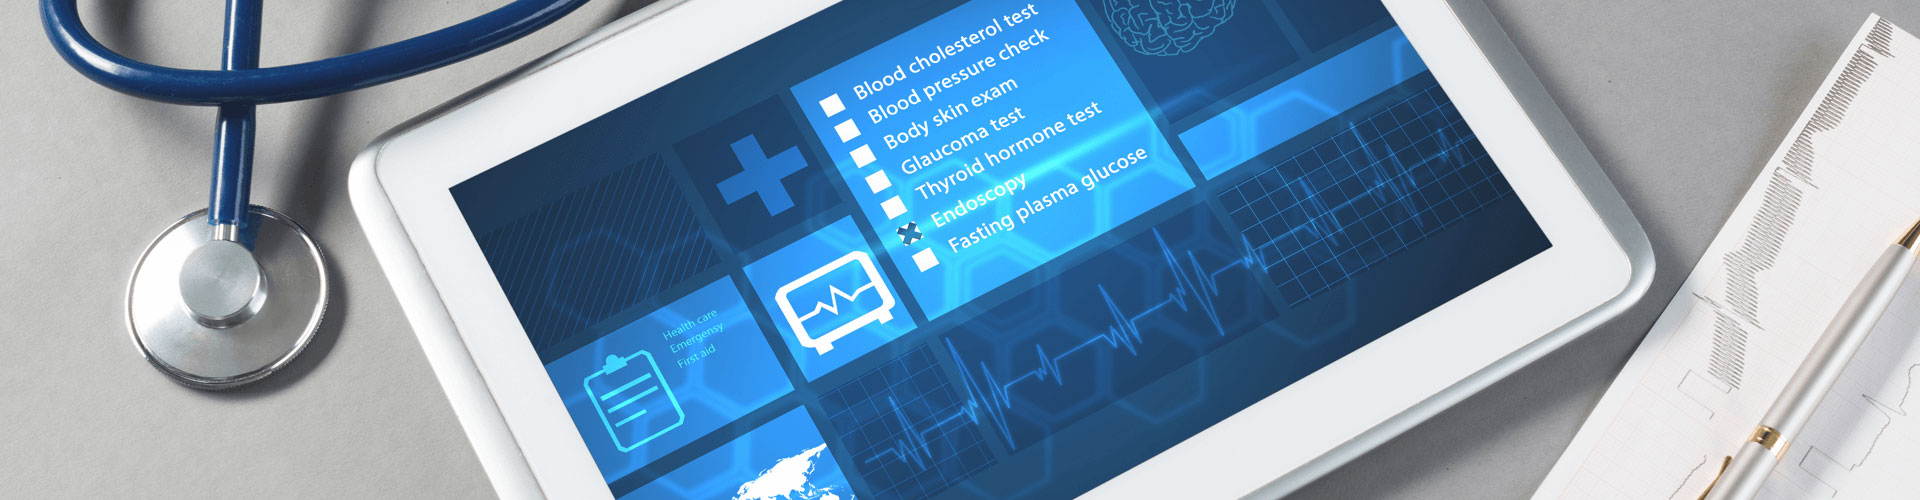 Blood cholesterol test
Blood pressure check
Body skin exam
Glaucoma test
Thyroid hormone test
Endoscopy
Fasting plasma glucose
Health care
Emergensy
First aid